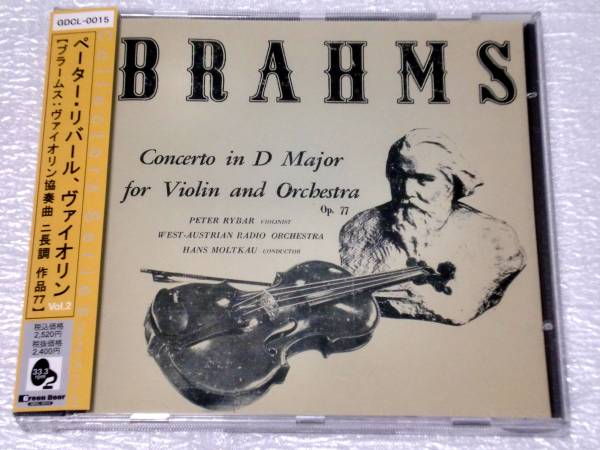 GDCL-0015
Collectors Series
ペーター・リバール、ヴァイオリン Vol.2
【ブラームス:ヴァイオリン協奏曲 ニ長調 作品77】
税込価格
2,520円
税抜価格
2,400円
33.3
Green Door
BRAHMS
Concerto in D Major
for Violin and Orchestra
Op. 77
PETER RYBAR VIOLINIST
WEST-AUSTRIAN RADIO ORCHESTRA
HANS MOLTKAU CONDUCTOR